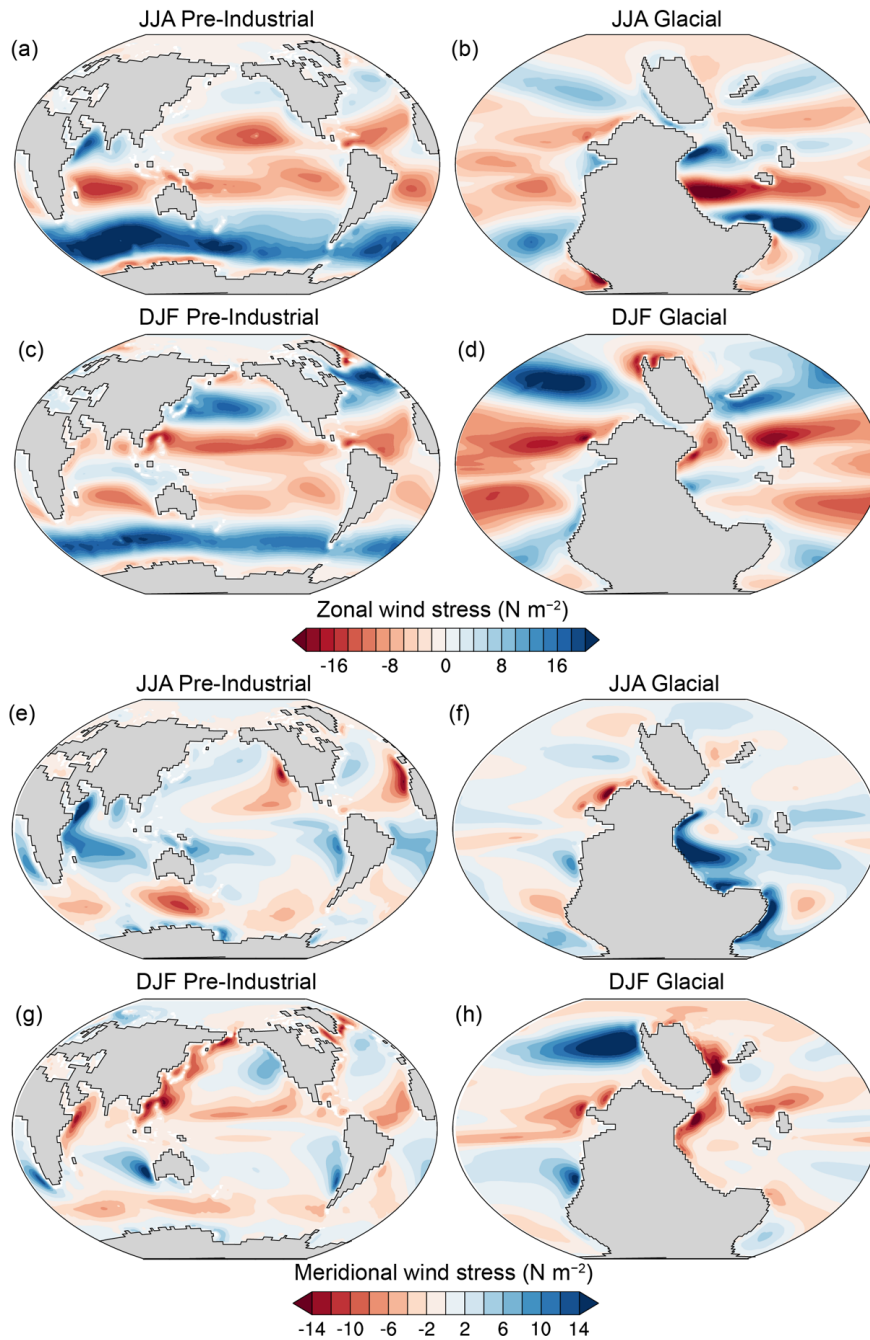 JJA Pre-Industrial
JJA Glacial
(a)
(b)
DJF Pre-Industrial
DJF Glacial
(c)
(d)
Zonal wind stress (N m⁻²)
-16 -8 0 8 16
JJA Pre-Industrial
JJA Glacial
(e)
(f)
DJF Pre-Industrial
DJF Glacial
(g)
(h)
Meridional wind stress (N m⁻²)
-14 -10 -6 -2 2 6 10 14